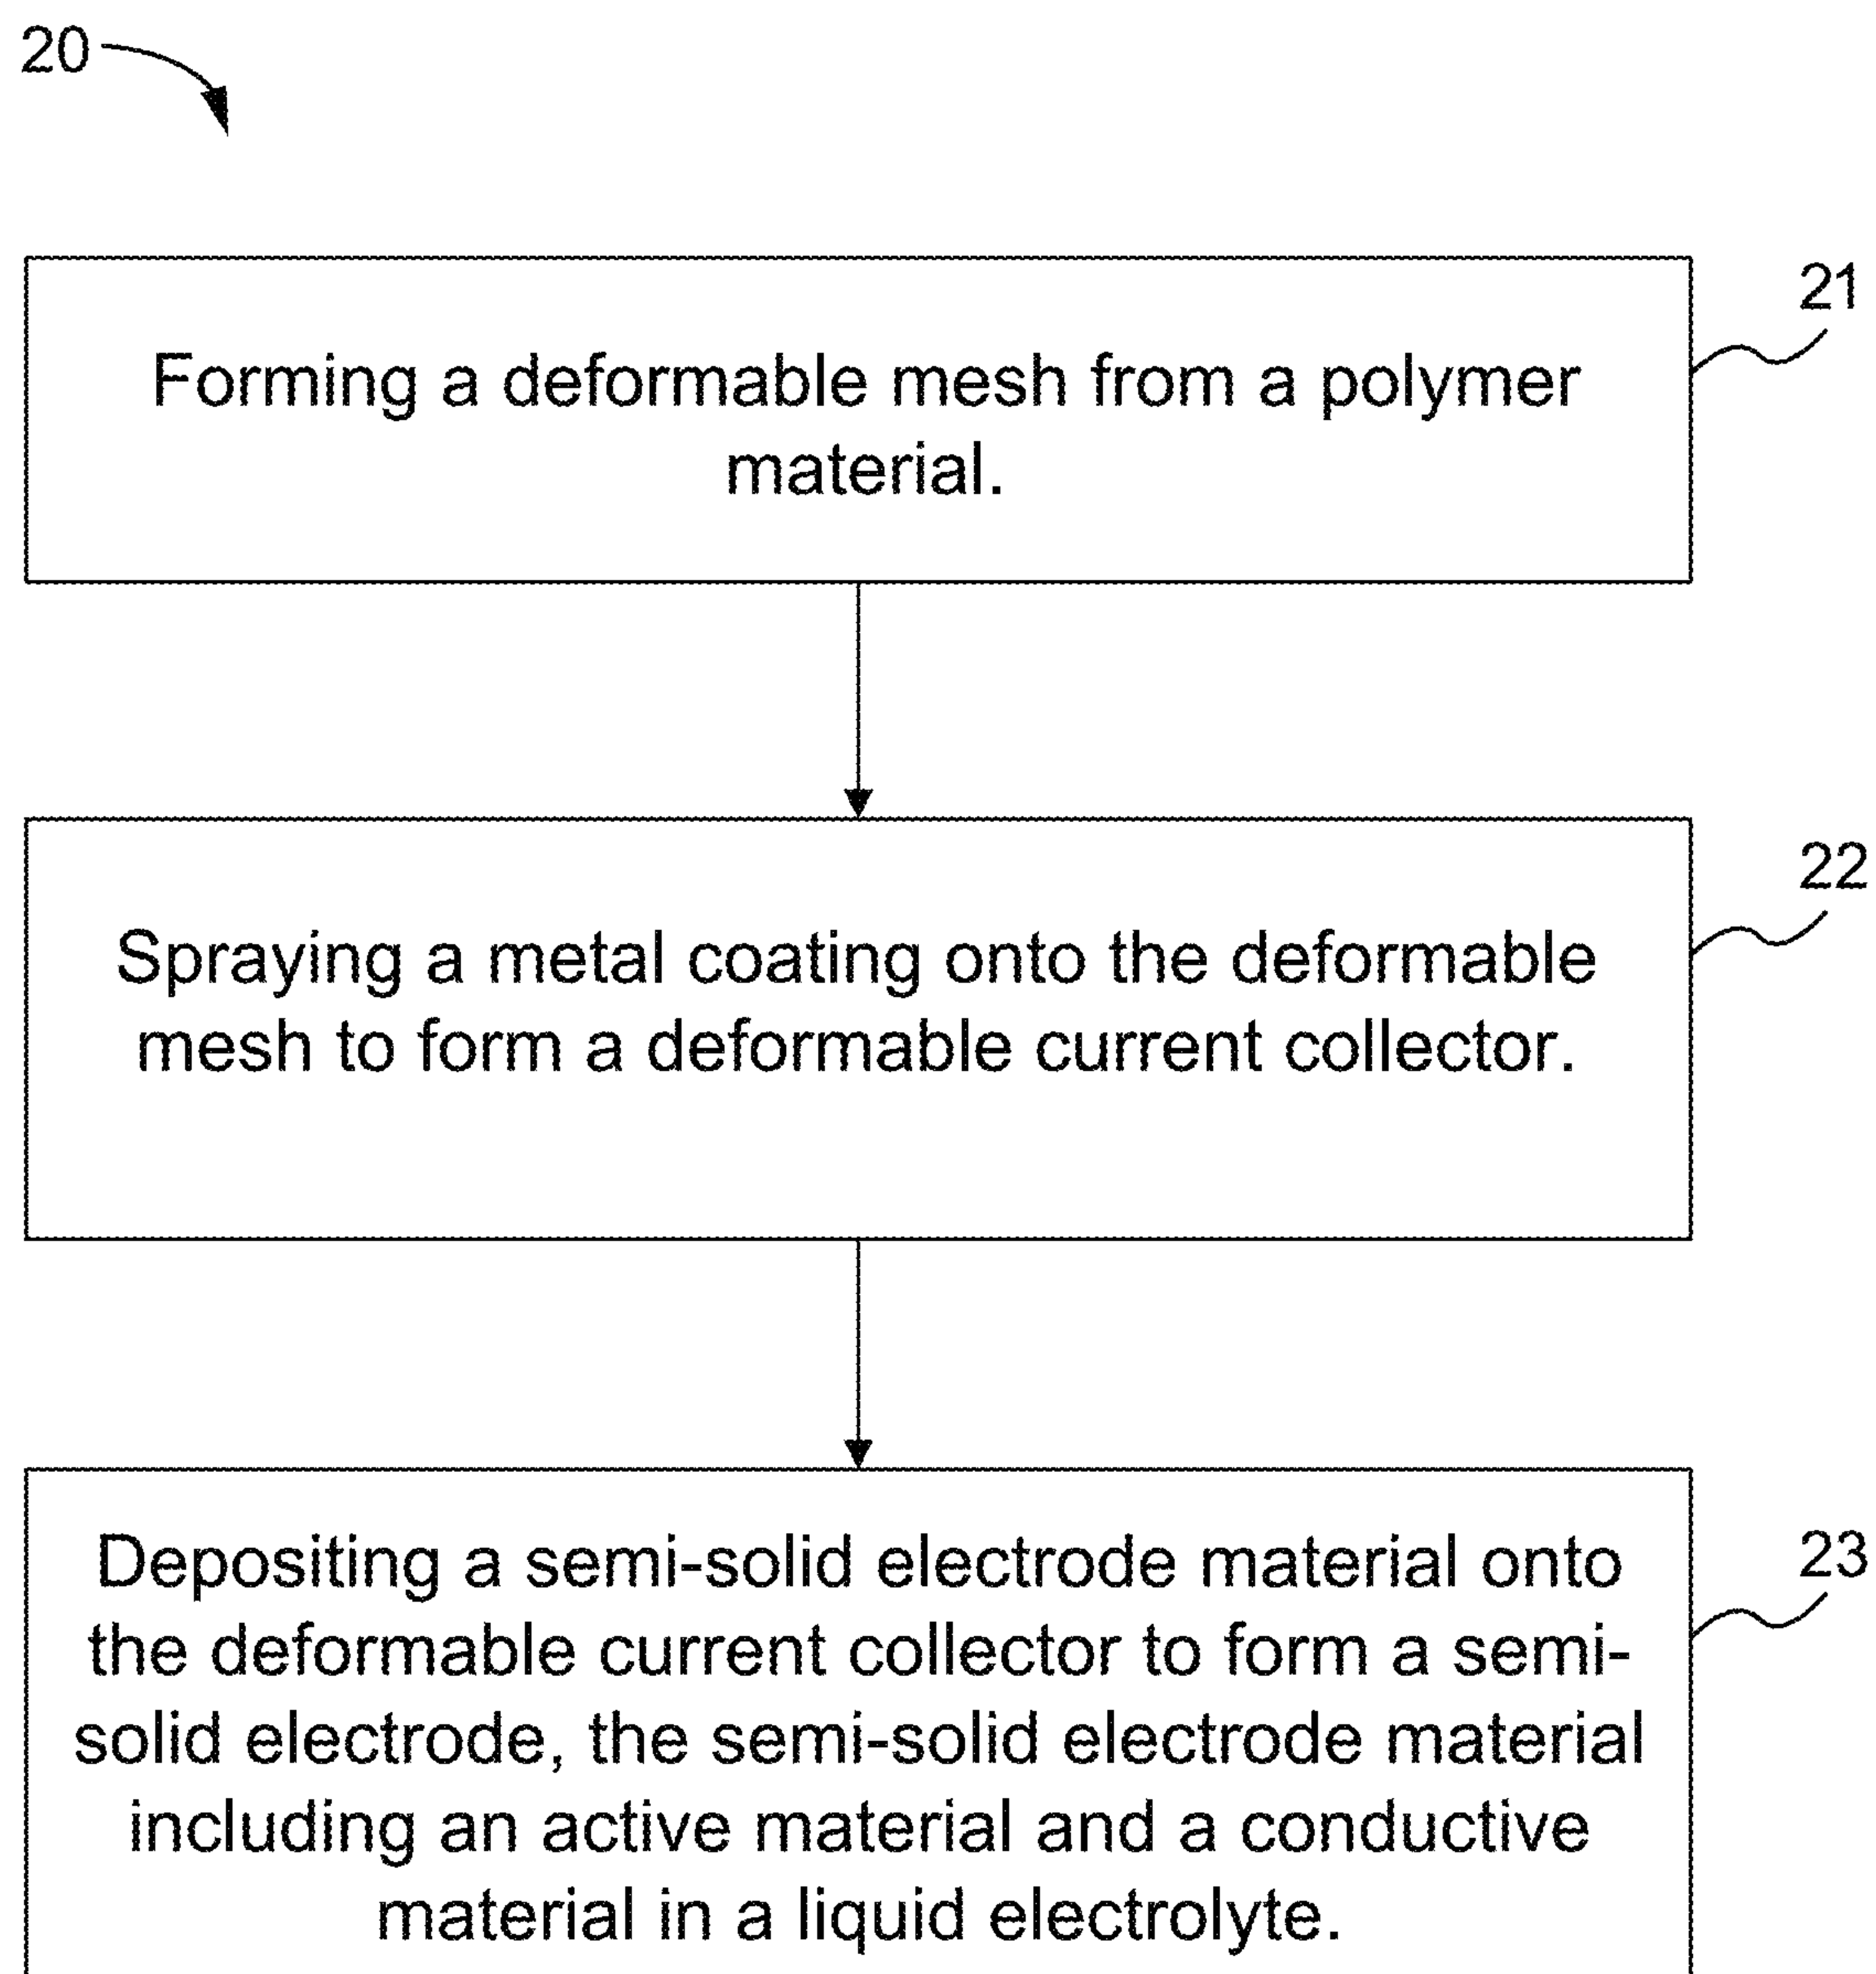 20
21
Forming a deformable mesh from a polymer
material.
22
Spraying a metal coating onto the deformable
mesh to form a deformable current collector.
23
Depositing a semi-solid electrode material onto
the deformable current collector to form a semi-
solid electrode, the semi-solid electrode material
including an active material and a conductive
material in a liquid electrolyte.